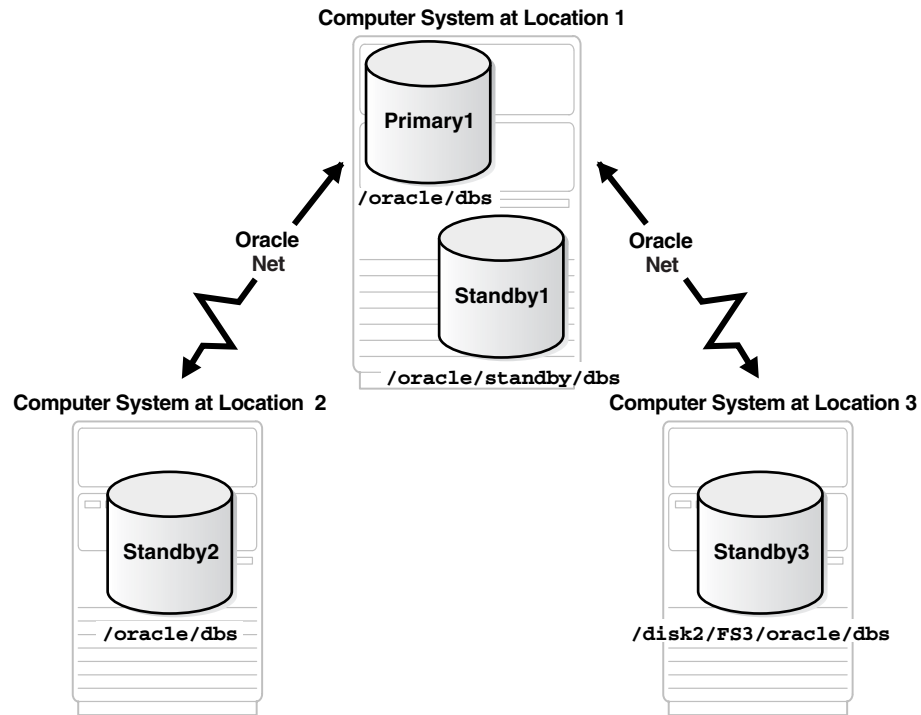 Computer System at Location 1
Primary1
/oracle/dbs
Oracle
Net
Oracle
Net
Standby1
/oracle/standby/dbs
Computer System at Location 2
Computer System at Location 3
Standby2
Standby3
/oracle/dbs
/disk2/FS3/oracle/dbs